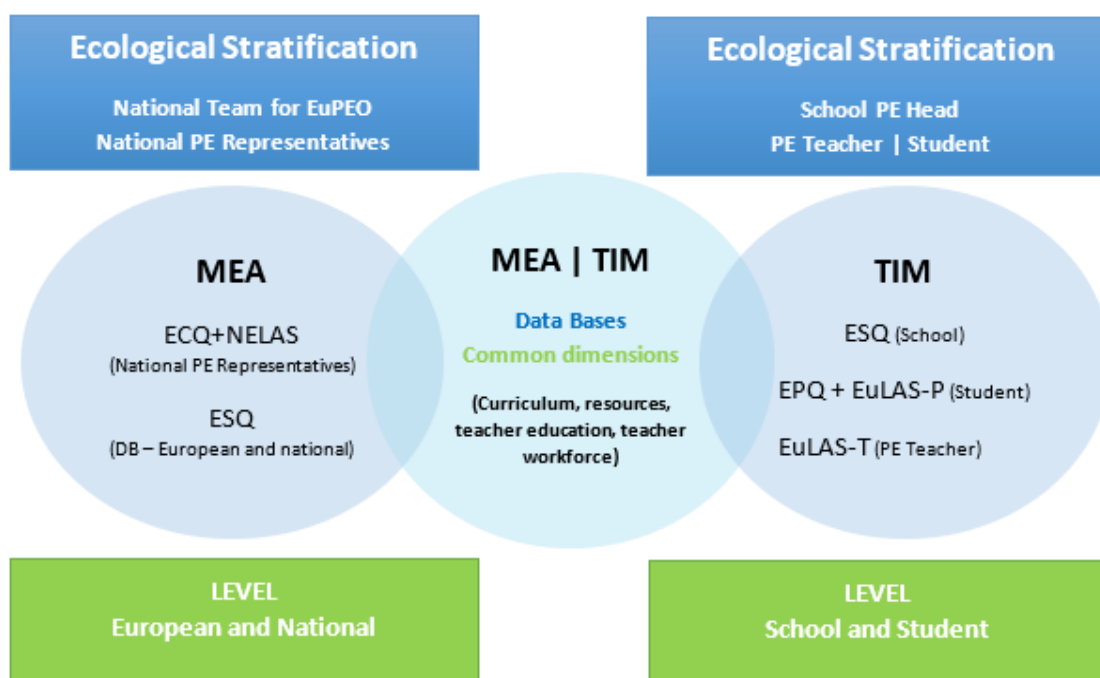 Ecological Stratification
National Team for EuPEO
National PE Representatives
Ecological Stratification
School PE Head
PE Teacher | Student
MEA
ECQ+NELAS
(National PE Representatives)
ESQ
(DB – European and national)
MEA | TIM
Data Bases
Common dimensions
(Curriculum, resources,
teacher education, teacher
workforce)
TIM
ESQ (School)
EPQ + EuLAS-P (Student)
EuLAS-T (PE Teacher)
LEVEL
European and National
LEVEL
School and Student